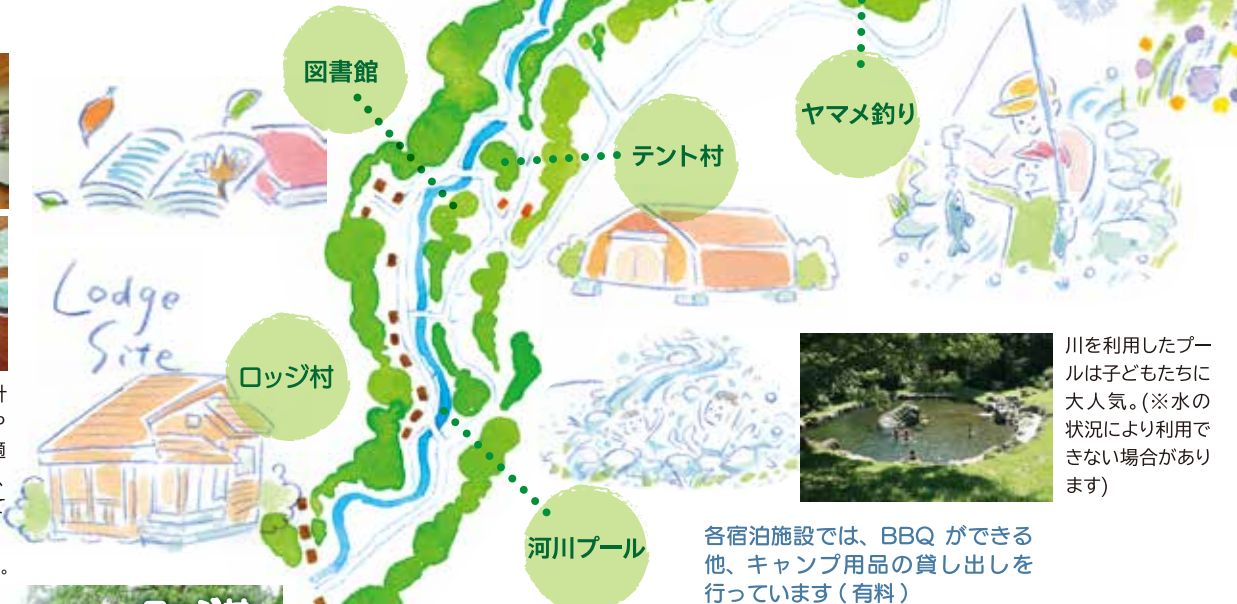 図書館
ヤマメ釣り
テント村
Lodge
Site
ロッジ村
川を利用したプー
ルは子どもたちに
大人気。(※水の
状況により利用で
きない場合があり
ます)
河川プール
各宿泊施設では、BBQ ができる
他、キャンプ用品の貸し出しを
行っています(有料)